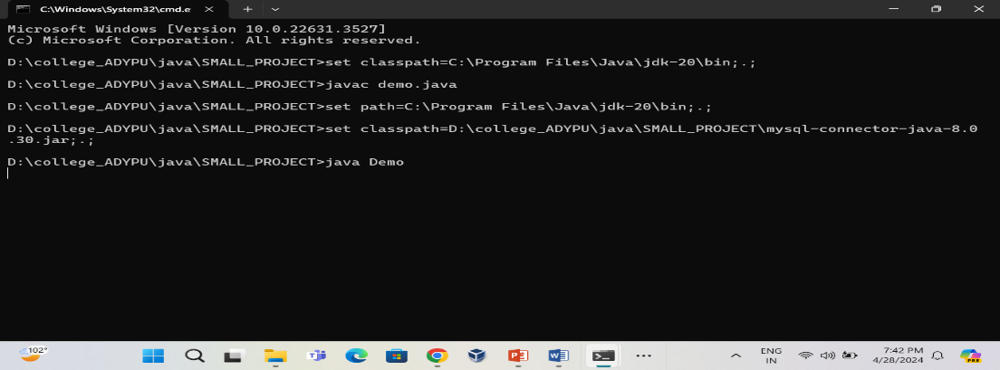 C:\Windows\System32\cmd.e
Microsoft Windows [Version 10.0.22631.3527]
(c) Microsoft Corporation. All rights reserved.
D:\college_ADYPU\java\SMALL_PROJECT>set classpath=C:\Program Files\Java\jdk-20\bin;.;
D:\college_ADYPU\java\SMALL_PROJECT>javac demo.java
D:\college_ADYPU\java\SMALL_PROJECT>set path=C:\Program Files\Java\jdk-20\bin;.;
D:\college_ADYPU\java\SMALL_PROJECT>set classpath=D:\college_ADYPU\java\SMALL_PROJECT\mysql-connector-java-8.0
.30.jar;.;
D:\college_ADYPU\java\SMALL_PROJECT>java Demo
102°
ENG
IN
7:42 PM
4/28/2024
PRE